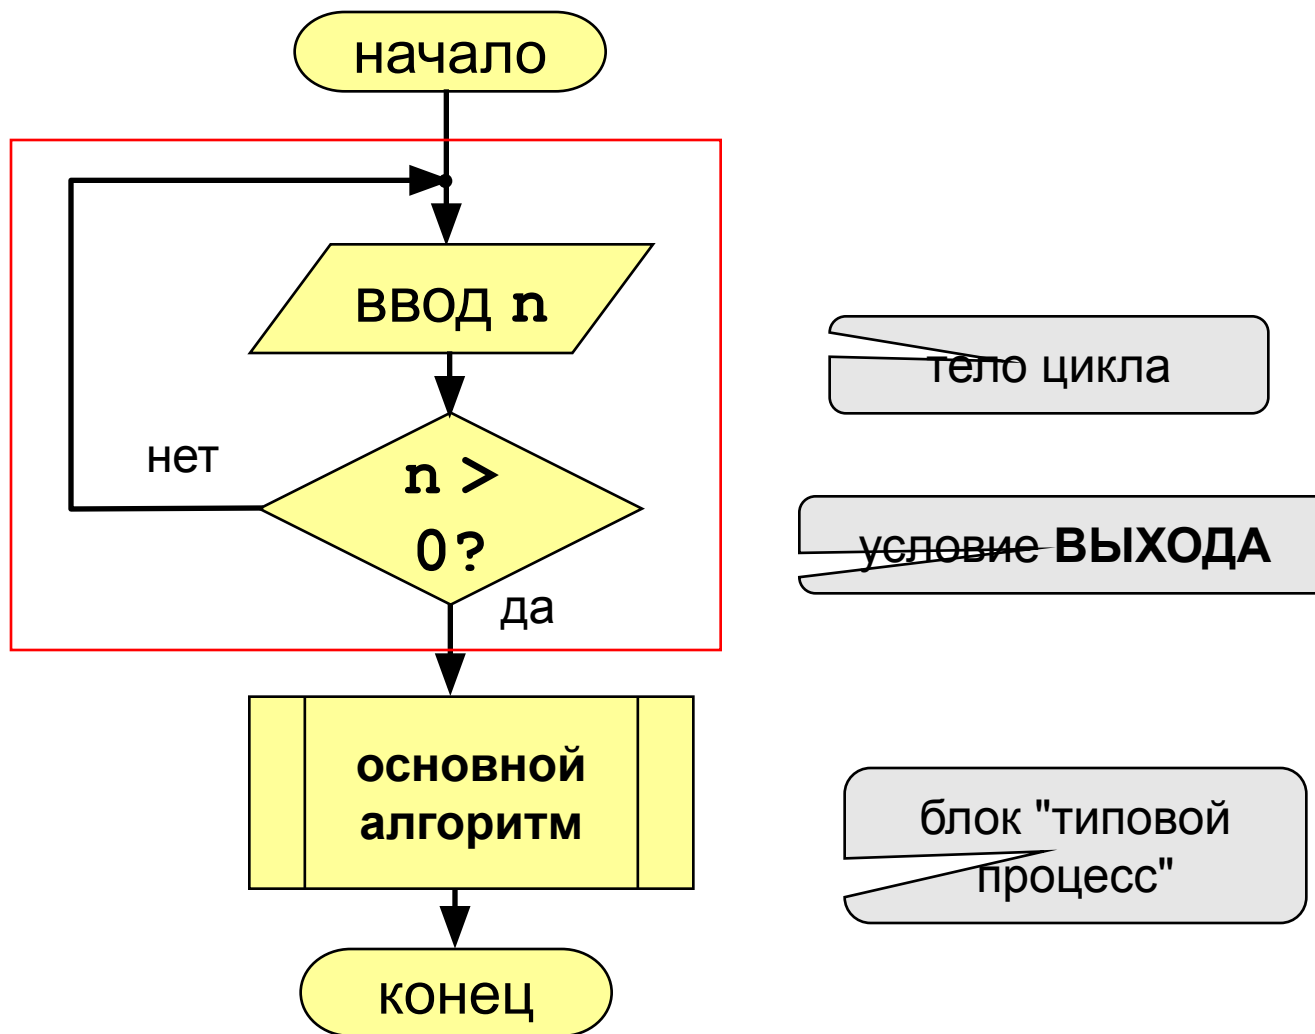 начало
ввод n
тело цикла
нет
n >
0?
условие ВЫХОДА
да
основной
алгоритм
блок "типовой
процесс"
конец